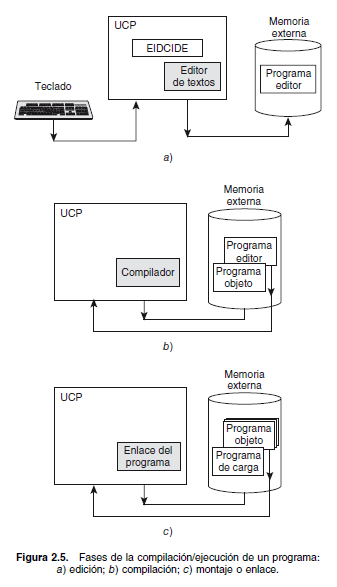 UCP
EIDCIDE
Editor
de textos
Teclado
Memoria
externa
Programa
editor
a)
Memoria
externa
UCP
Compilador
Programa
editor
Programa
objeto
b)
Memoria
externa
UCP
Enlace del
programa
Programa
objeto
Programa
de carga
c)
Figura 2.5. Fases de la compilación/ejecución de un programa:
a) edición; b) compilación; c) montaje o enlace.